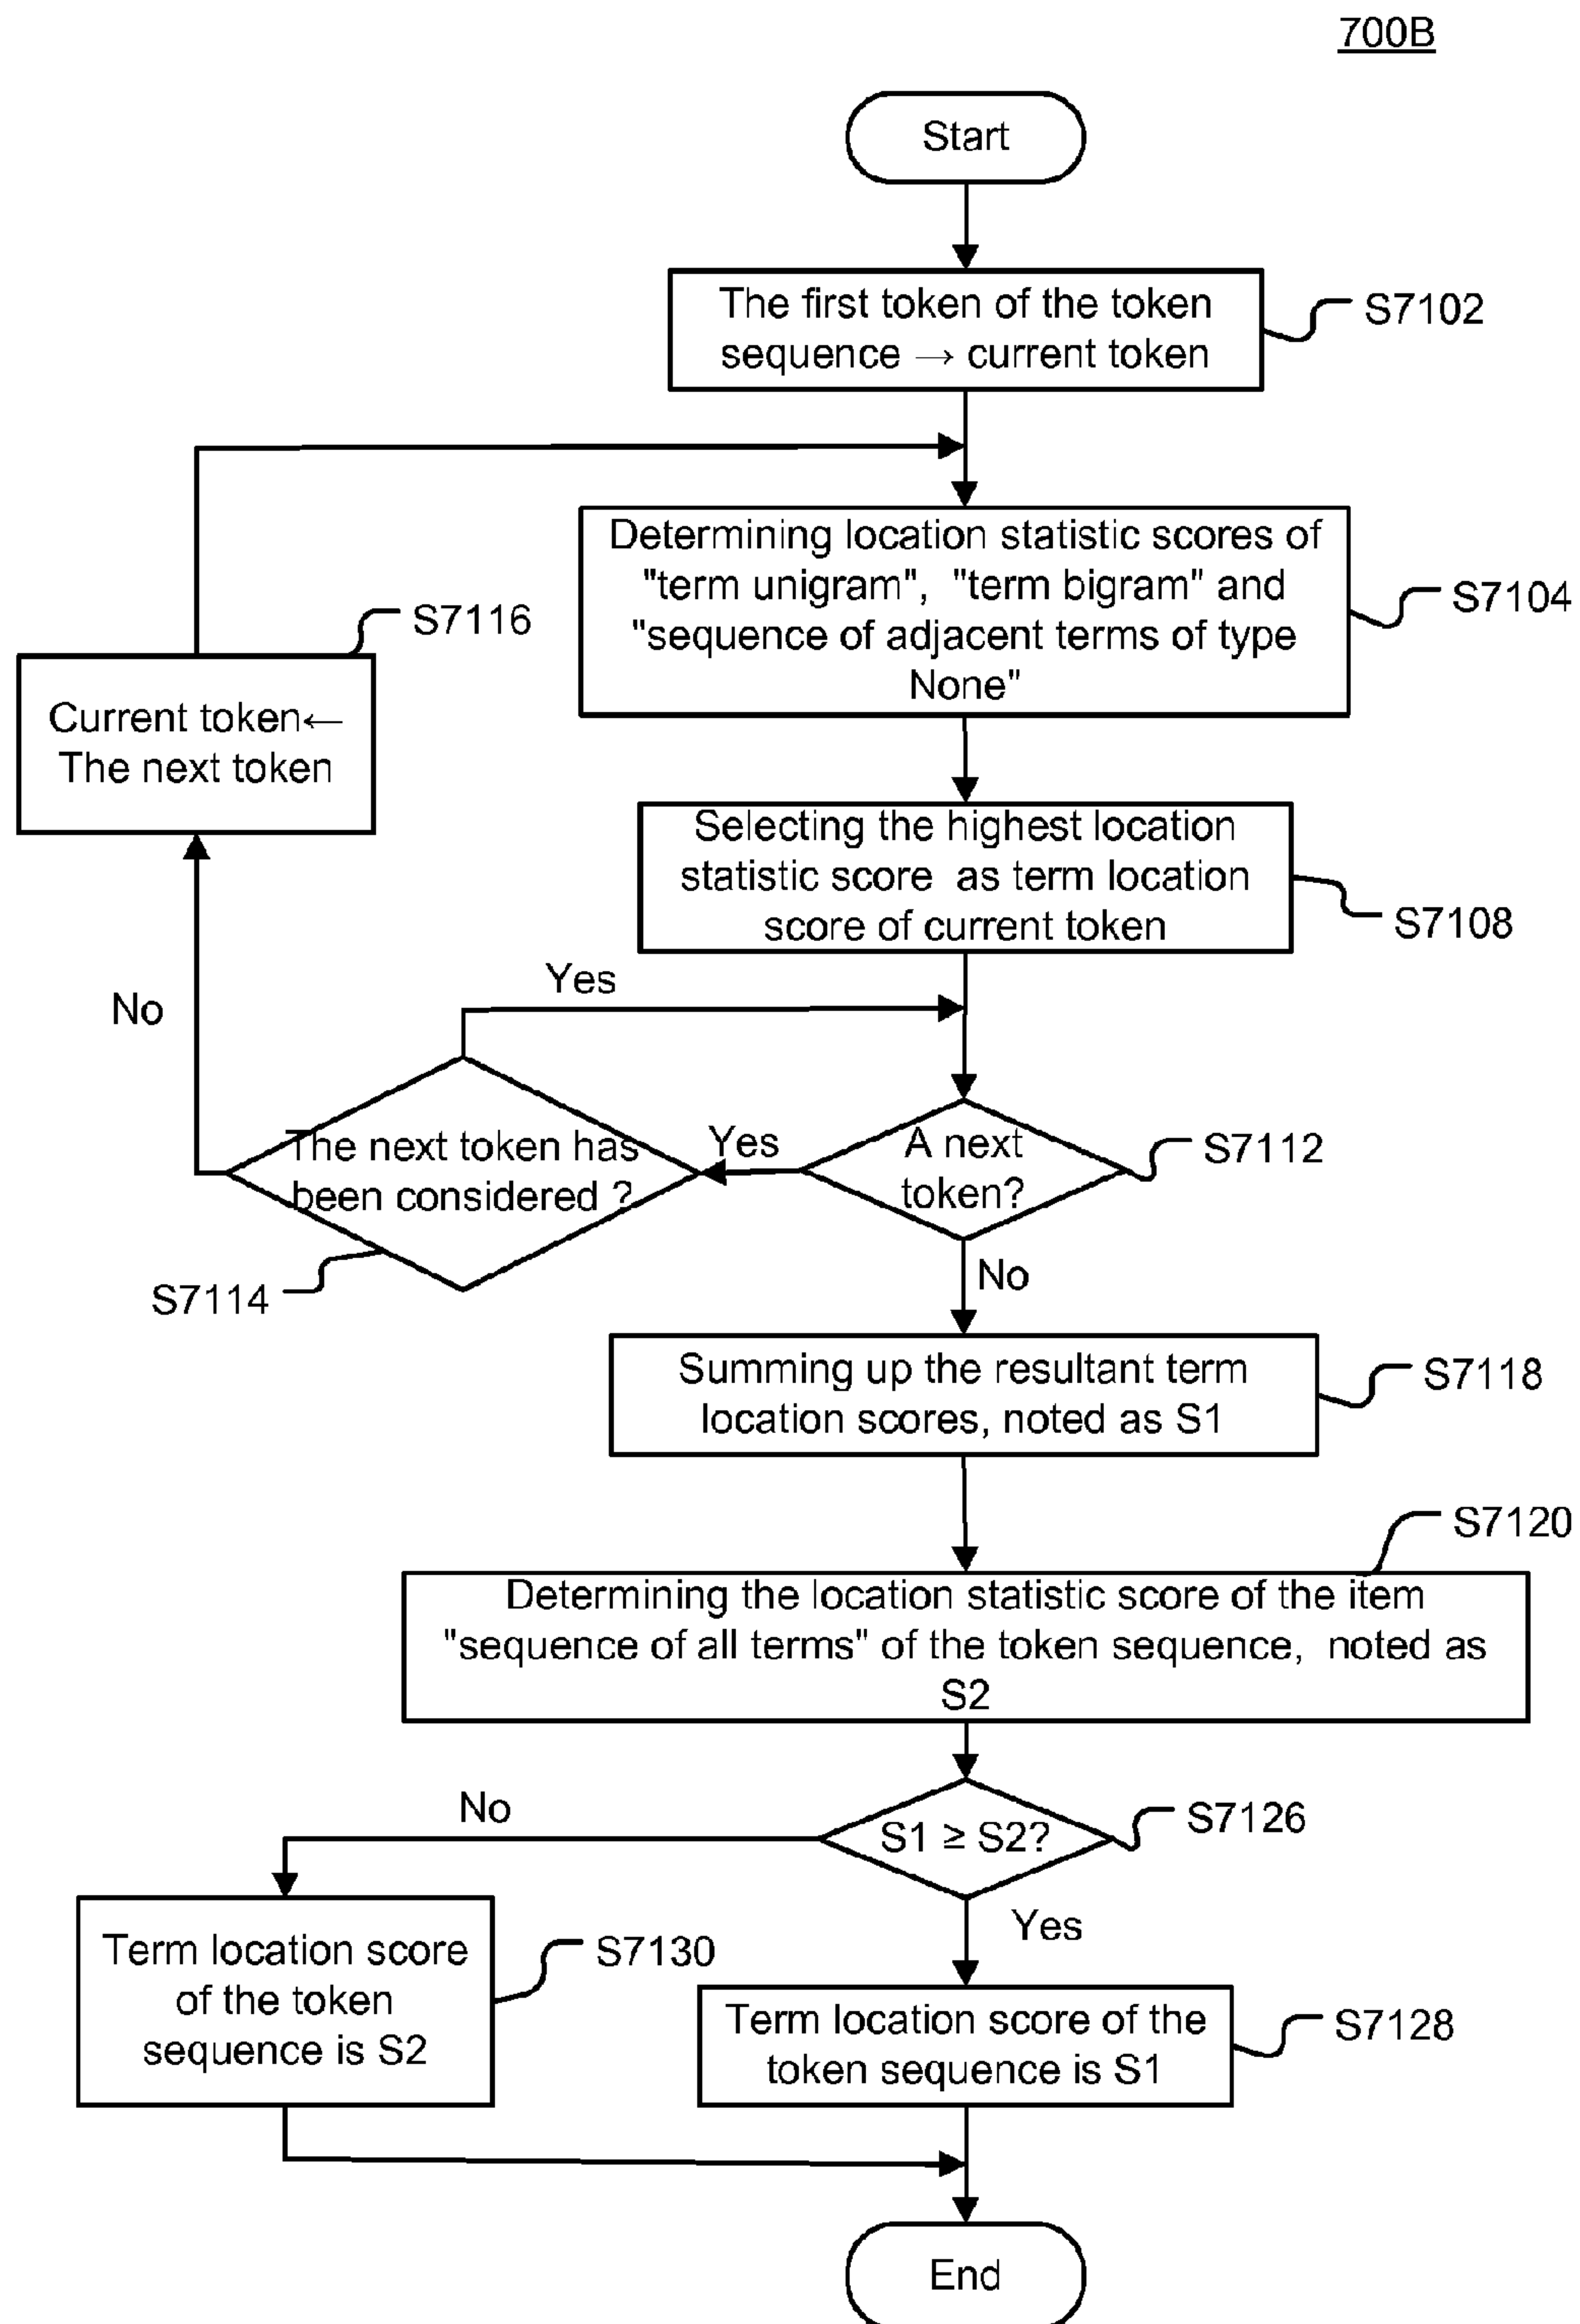 700B
Start
The first token of the token
sequence → current token
S7102
Determining location statistic scores of
"term unigram", "term bigram" and
"sequence of adjacent terms of type
None"
S7104
S7116
Current token←
The next token
Selecting the highest location
statistic score as term location
score of current token
S7108
Yes
No
The next token has
been considered ?
Yes
A next
token?
S7112
S7114
No
Summing up the resultant term
location scores, noted as S1
S7118
S7120
Determining the location statistic score of the item
"sequence of all terms" of the token sequence, noted as
S2
No
S1 ≥ S2?
S7126
Yes
Term location score
of the token
sequence is S2
S7130
Term location score of the
token sequence is S1
S7128
End